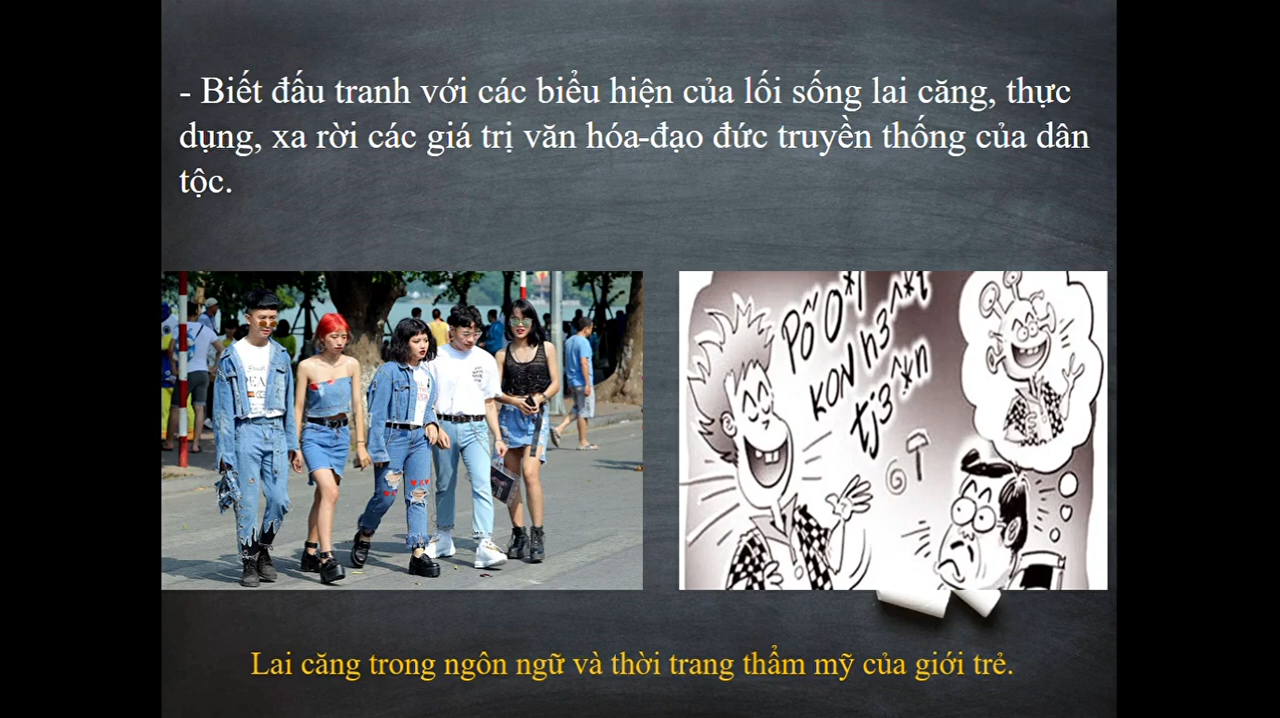 - Biết đấu tranh với các biểu hiện của lối sống lai căng, thực
dụng, xa rời các giá trị văn hóa-đạo đức truyền thống của dân
tộc.
Pố O*j
KON h3^*t
tj3^*n
GT
Lai căng trong ngôn ngữ và thời trang thẩm mỹ của giới trẻ.